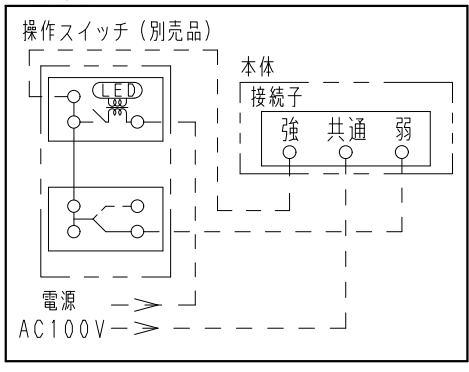 操作スイッチ（別売品）
LED
本体
接続子
強 共通 弱
電源
AC100V